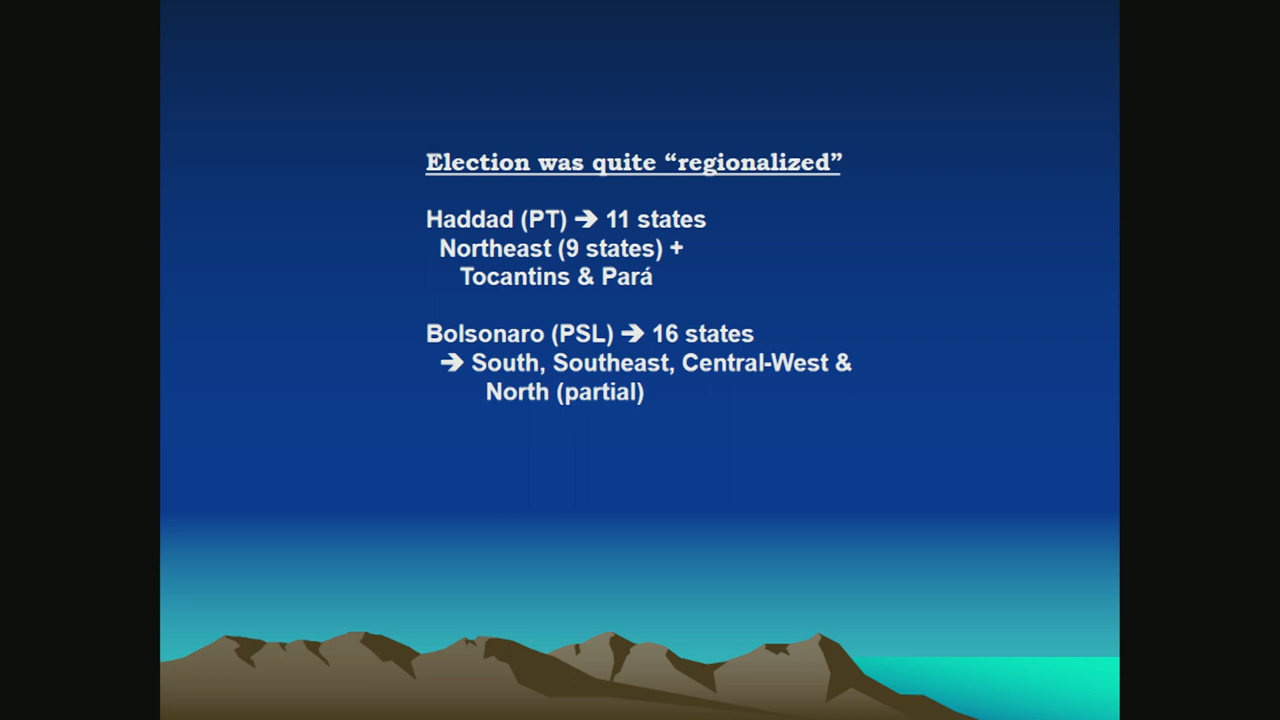 Election was quite “regionalized”
Haddad (PT) ➔ 11 states
Northeast (9 states) +
Tocantins & Pará
Bolsonaro (PSL) ➔ 16 states
➔ South, Southeast, Central-West &
North (partial)